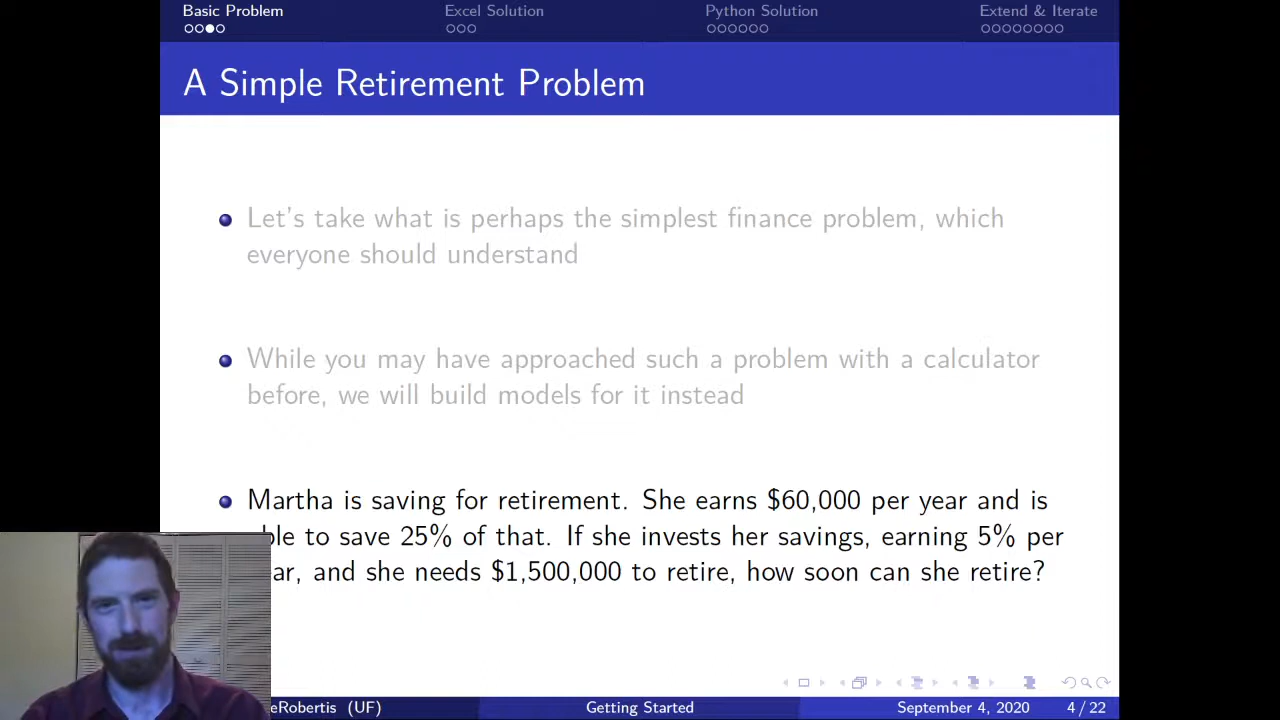 Basic Problem Excel Solution Python Solution Extend & Iterate
A Simple Retirement Problem
Let's take what is perhaps the simplest finance problem, which
everyone should understand
While you may have approached such a problem with a calculator
before, we will build models for it instead
Martha is saving for retirement. She earns $60,000 per year and is
to save 25% of that. If she invests her savings, earning 5% per
and she needs $1,500,000 to retire, how soon can she retire?
(UF) Getting Started September 4, 2020 4/22